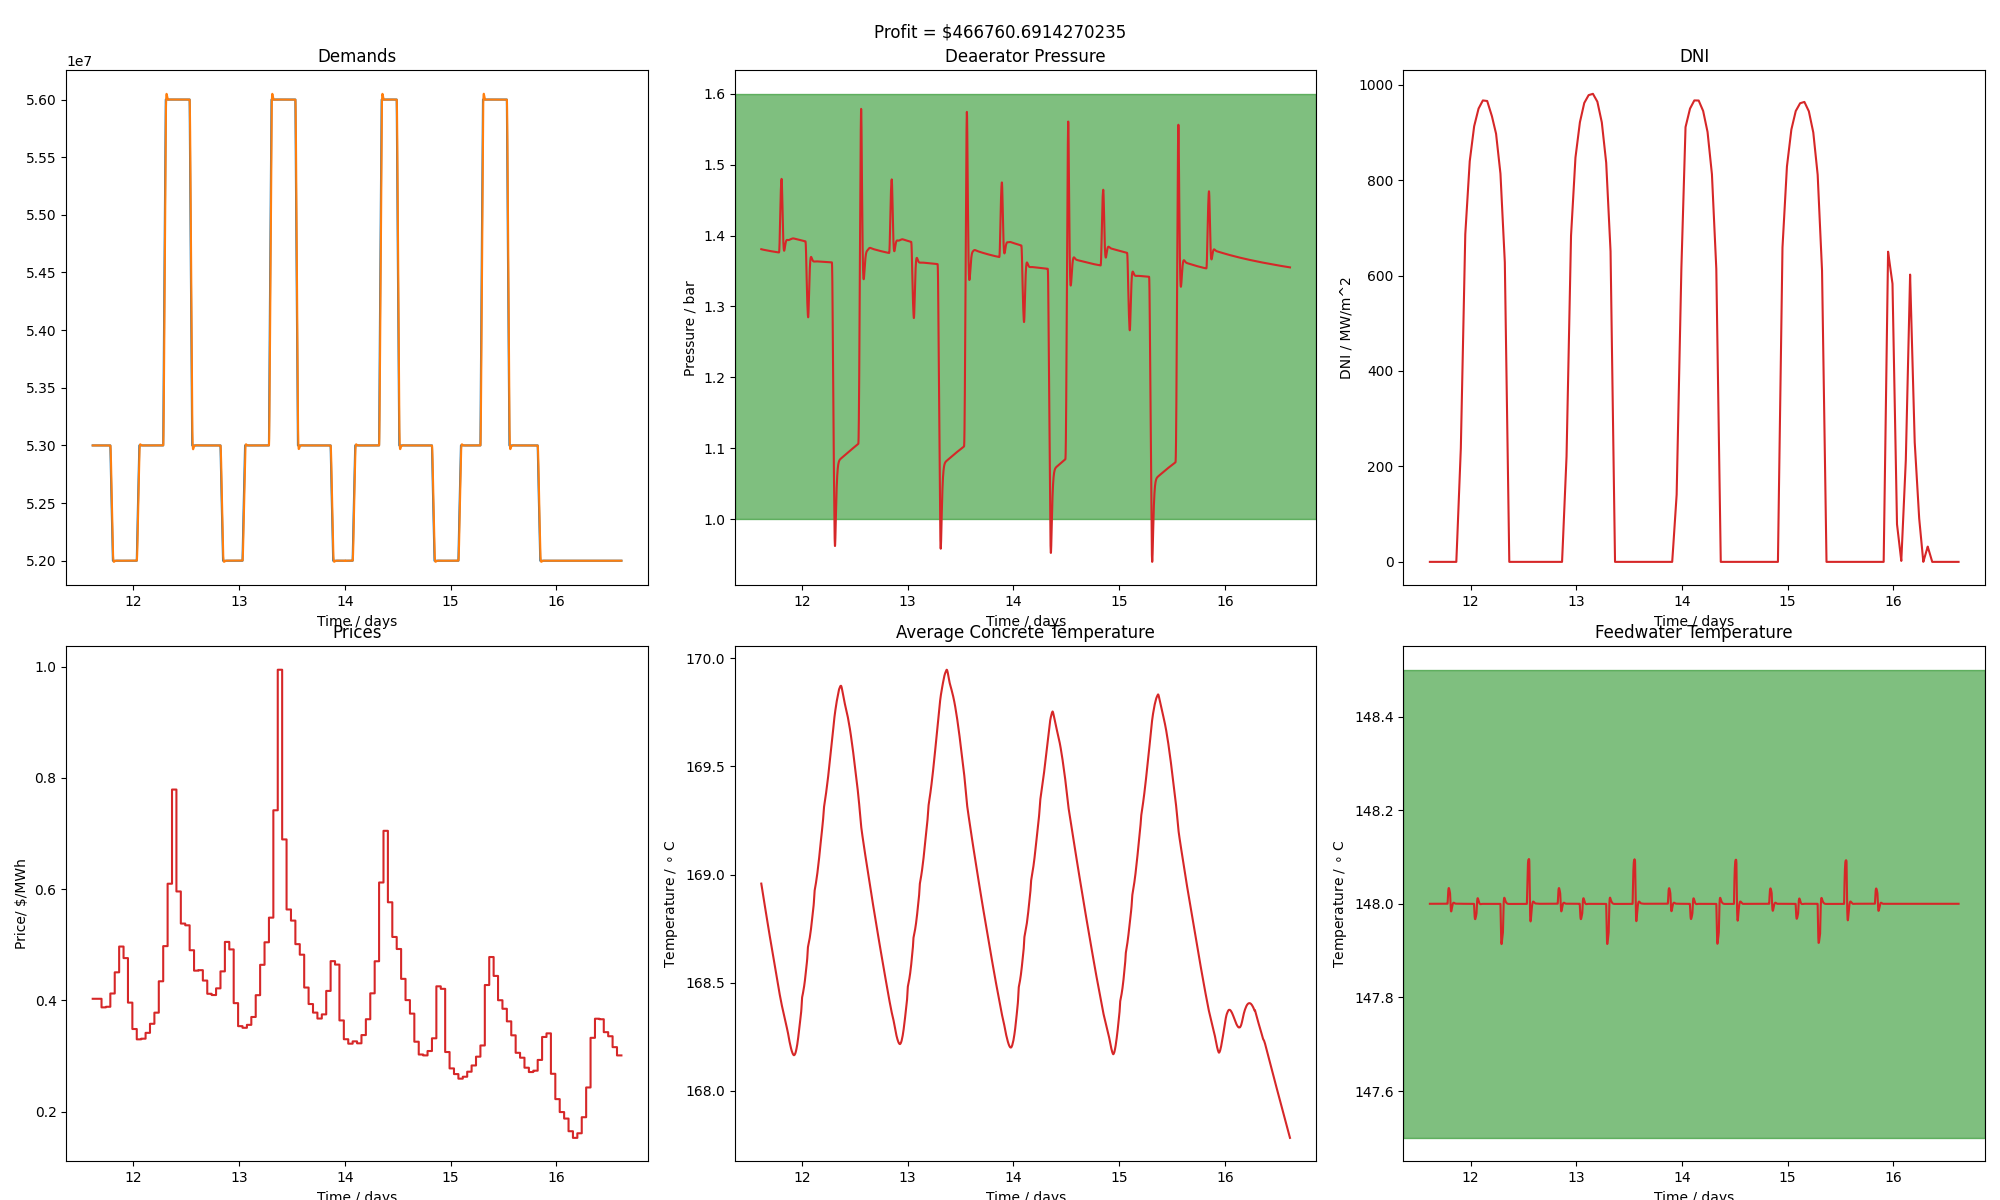 Profit = $466760.6914270235
Demands
1e7
5.60
5.55
5.50
5.45
5.40
5.35
5.30
5.25
5.20
12 13 14 15 16
Time / days
Deaerator Pressure
Pressure / bar
1.6
1.5
1.4
1.3
1.2
1.1
1.0
12 13 14 15 16
Time / days
DNI
DNI / MW/m^2
1000
800
600
400
200
0
12 13 14 15 16
Time / days
Prices
Price/ $/MWh
1.0
0.8
0.6
0.4
0.2
12 13 14 15 16
Time / days
Average Concrete Temperature
Temperature / ∘ C
170.0
169.5
169.0
168.5
168.0
12 13 14 15 16
Time / days
Feedwater Temperature
Temperature / ∘ C
148.4
148.2
148.0
147.8
147.6
12 13 14 15 16
Time / days